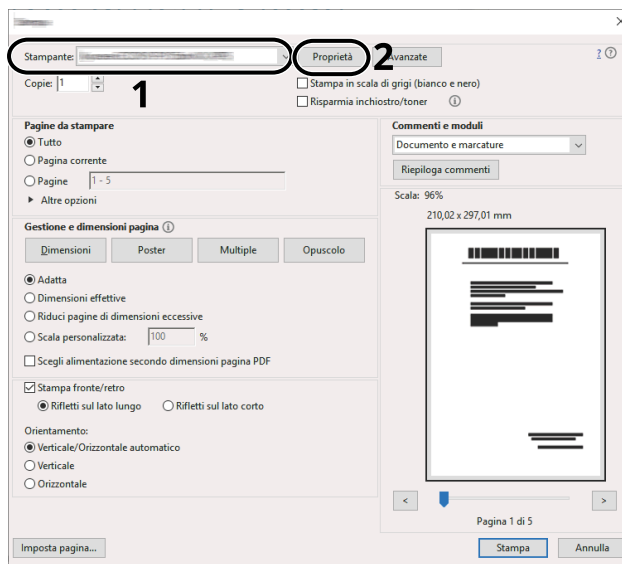 Stampante:
Proprietà
2
Avanzate
?
1
Copie: 1
Stampa in scala di grigi (bianco e nero)
Risparmia inchiostro/toner
Pagine da stampare
Tutto
Pagina corrente
Pagine 1 - 5
Altre opzioni
Commenti e moduli
Documento e marcature
Riepiloga commenti
Scala: 96%
210,02 x 297,01 mm
Gestione e dimensioni pagina
Dimensioni Poster Multiple Opuscolo
Adatta
Dimensioni effettive
Riduci pagine di dimensioni eccessive
Scala personalizzata: 100 %
Scegli alimentazione secondo dimensioni pagina PDF
Stampa fronte/retro
Rifletti sul lato lungo Rifletti sul lato corto
Orientamento:
Verticale/Orizzontale automatico
Verticale
Orizzontale
< >
Pagina 1 di 5
Imposta pagina... Stampa Annulla